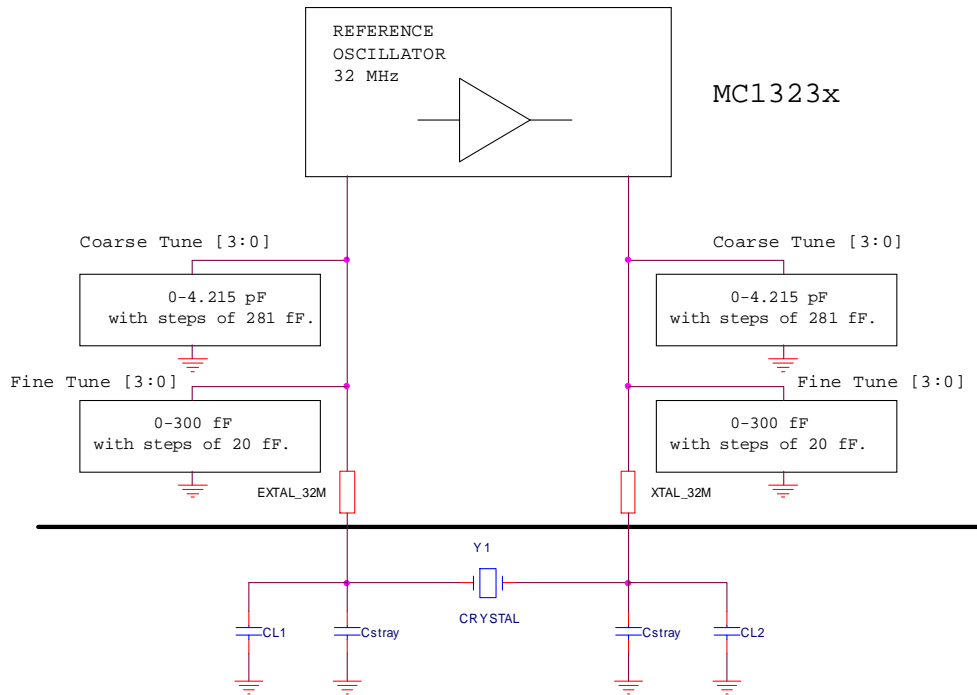 REFERENCE
OSCILLATOR
32 MHz
MC1323x
Coarse Tune [3:0]
Coarse Tune [3:0]
0-4.215 pF
with steps of 281 fF.
0-4.215 pF
with steps of 281 fF.
Fine Tune [3:0]
Fine Tune [3:0]
0-300 fF
with steps of 20 fF.
0-300 fF
with steps of 20 fF.
EXTAL_32M
XTAL_32M
Y1
CRYSTAL
CL1
Cstray
Cstray
CL2